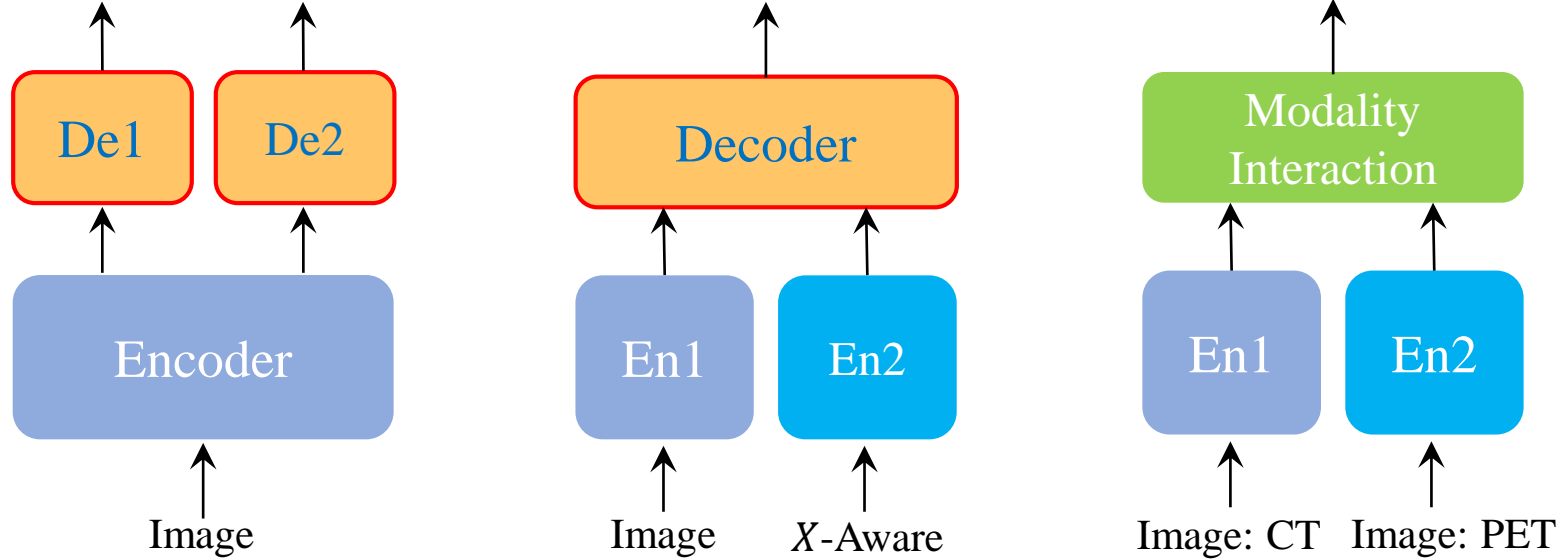 De1
De2
Encoder
Image
Decoder
En1
En2
Image
X-Aware
Modality
Interaction
En1
En2
Image: CT
Image: PET